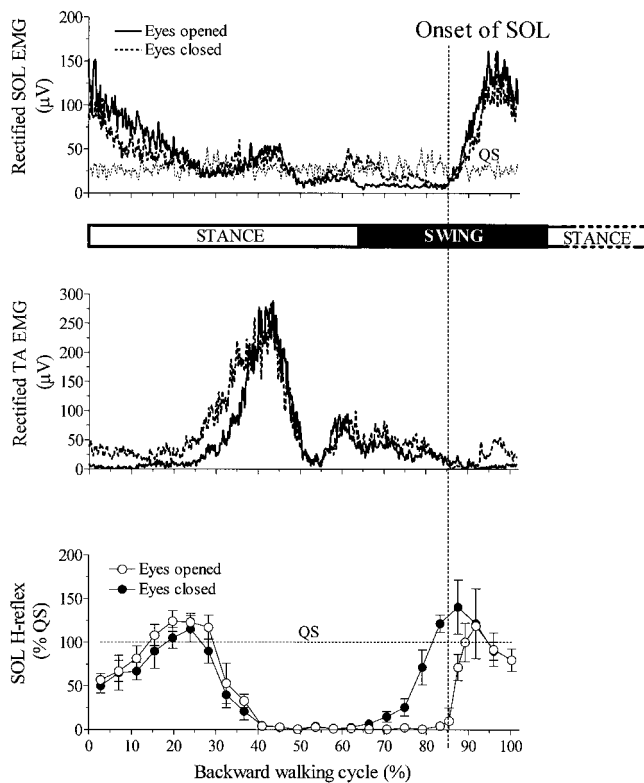 Rectified SOL EMG
(μV)
200
150
100
50
0
Eyes opened
Eyes closed
Onset of SOL
QS
STANCE
SWING
STANCE
Rectified TA EMG
(μV)
300
250
200
150
100
50
0
SOL H-reflex
(% QS)
200
150
100
50
0
Eyes opened
Eyes closed
QS
0 10 20 30 40 50 60 70 80 90 100
Backward walking cycle (%)